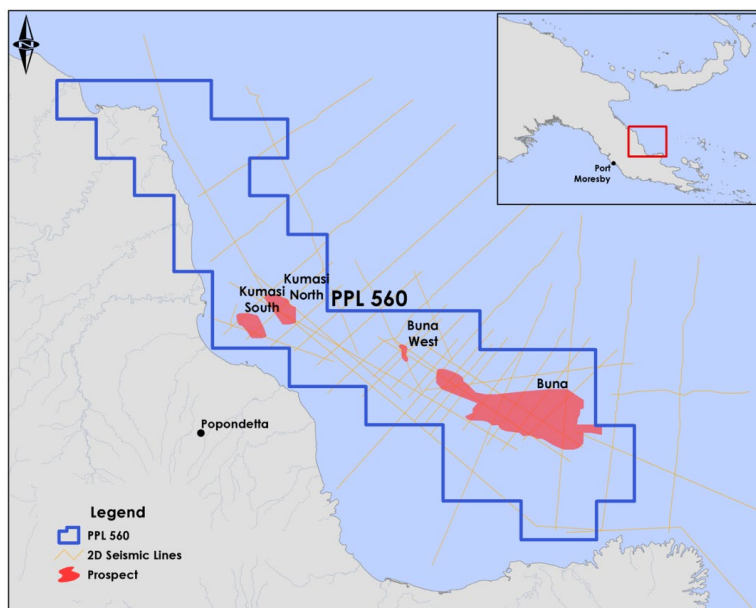 N
Port
Moresby
Kumasi
North
Kumasi
South
PPL 560
Buna
West
Buna
Popondetta
Legend
PPL 560
2D Seismic Lines
Prospect